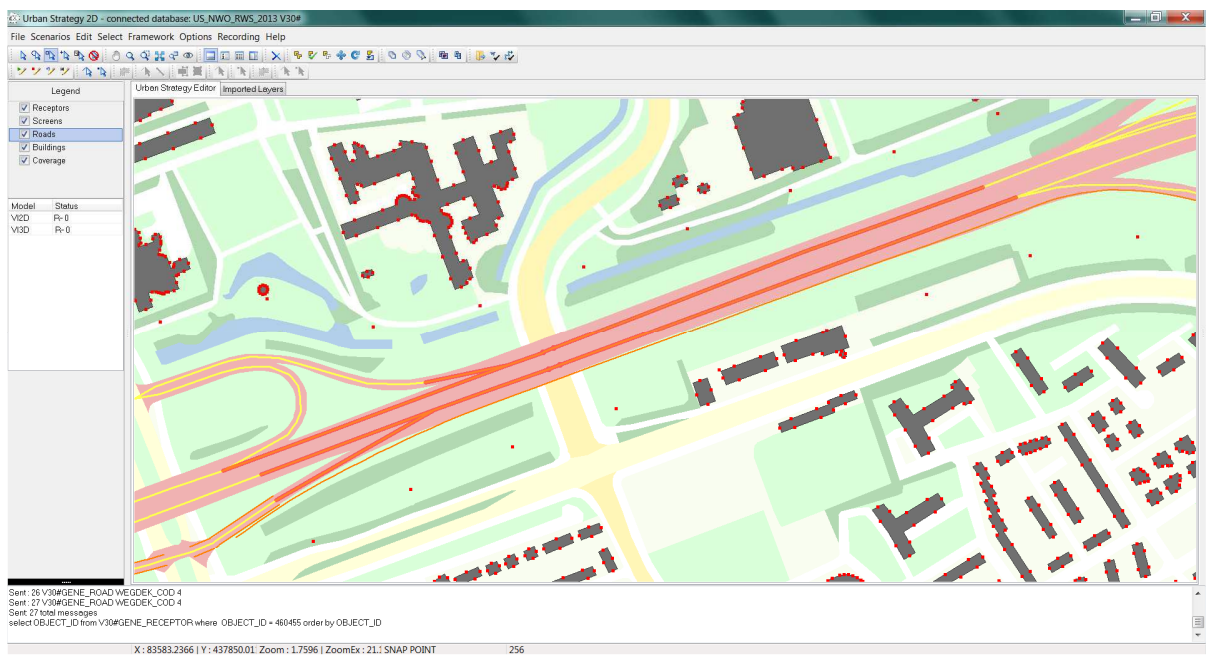 Urban Strategy 2D - connected database: US_NWO_RWS_2013 V30#
File Scenarios Edit Select Framework Options Recording Help
Legend
Urban Strategy Editor Imported Layers
Receptors
Screens
Roads
Buildings
Coverage
Model Status
VI2D R- 0
VI3D R- 0
Sent : 26 V30#GENE_ROAD WEGDEK_COD 4
Sent : 27 V30#GENE_ROAD WEGDEK_COD 4
Sent: 27 total messages
select OBJECT_ID from V30#GENE_RECEPTOR where OBJECT_ID = 460455 order by OBJECT_ID
X : 83583.2366 | Y : 437850.01 Zoom : 1.7596 | ZoomEx : 21.1 SNAP POINT 256